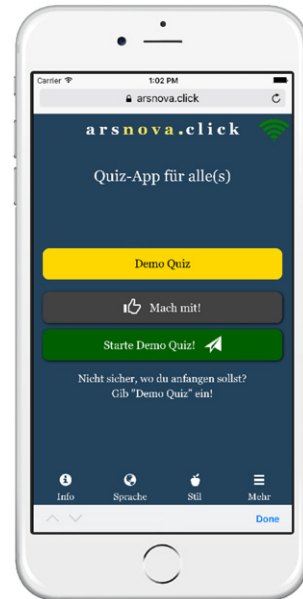 Carrier 1:02 PM
arsnova.click
arsnova.click
Quiz-App für alle(s)
Demo Quiz
Mach mit!
Starte Demo Quiz!
Nicht sicher, wo du anfangen sollst?
Gib "Demo Quiz" ein!
Info Sprache Stil Mehr
Done